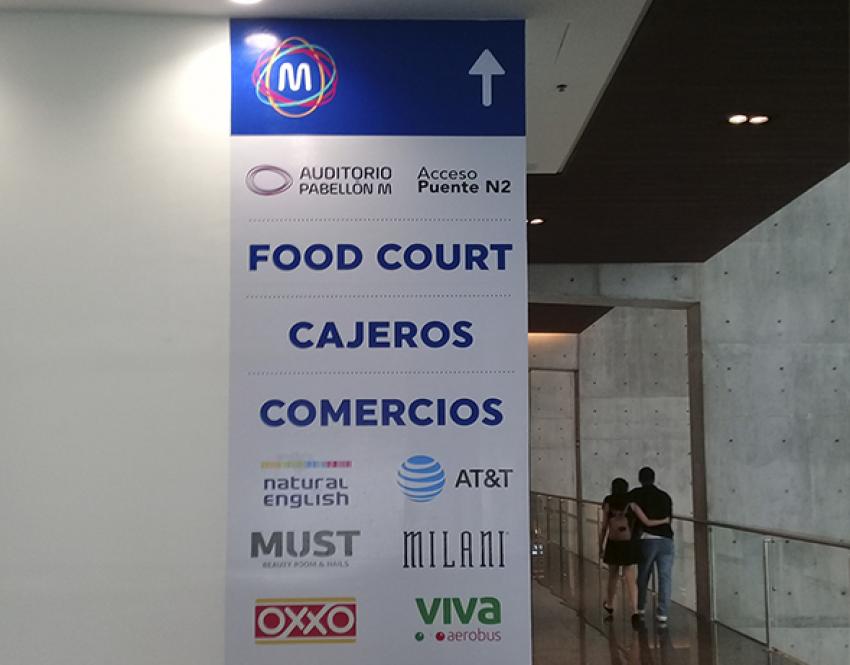 M
AUDITORIO
PABELLÓN M
Acceso
Puente N2
FOOD COURT
CAJEROS
COMERCIOS
natural
english
AT&T
MUST
BEAUTY ROOM & NAILS
MILANI
OXXO
viva
aerobus